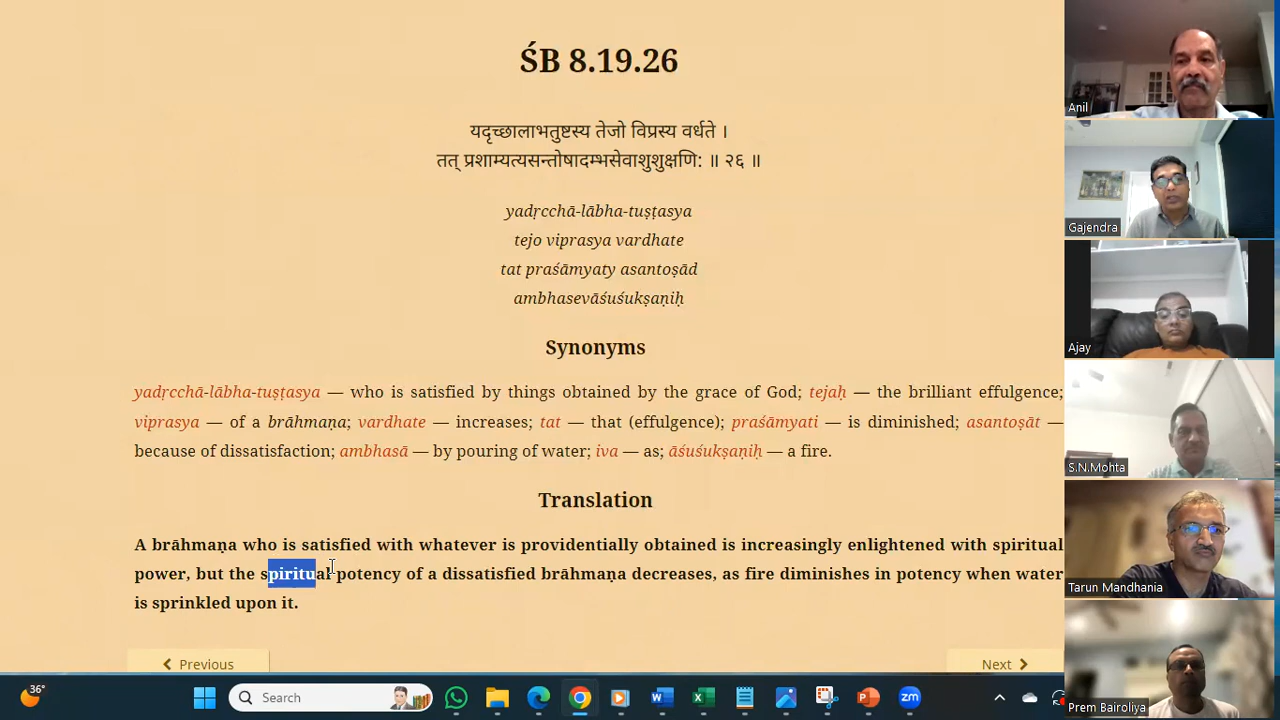 ŚB 8.19.26
यदृच्छालाभतुष्टस्य तेजो विप्रस्य वर्धते ।
तत् प्रशाम्यत्यसन्तोषादम्भसेवाशुशुक्षणि: ॥ २६ ॥
yadṛcchā-lābha-tuṣṭasya
tejo viprasya vardhate
tat praśāmyaty asantoṣād
ambhasevāśuśukṣaṇiḥ
Synonyms
yadṛcchā-lābha-tuṣṭasya — who is satisfied by things obtained by the grace of God; tejaḥ — the brilliant effulgence;
viprasya — of a brāhmaṇa; vardhate — increases; tat — that (effulgence); praśāmyati — is diminished; asantoṣāt —
because of dissatisfaction; ambhasā — by pouring of water; iva — as; āśuśukṣaṇiḥ — a fire.
Translation
A brāhmaṇa who is satisfied with whatever is providentially obtained is increasingly enlightened with spiritual
power, but the spiritual potency of a dissatisfied brāhmaṇa decreases, as fire diminishes in potency when water
is sprinkled upon it.
Previous
Next
36°
Search
zm
Anil
Gajendra
Ajay
S.N.Mohta
Tarun Mandhania
Prem Bairoliya